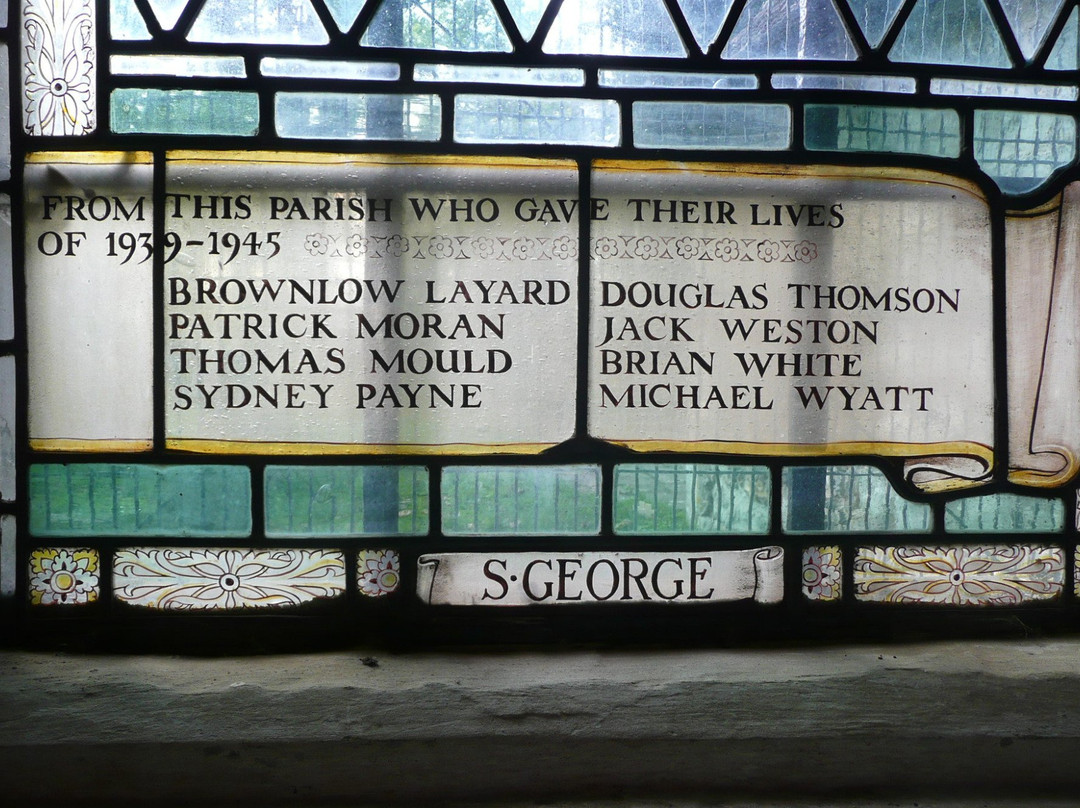 FROM THIS PARISH WHO GAVE THEIR LIVES
OF 1939-1945
BROWNLOW LAYARD
PATRICK MORAN
THOMAS MOULD
SYDNEY PAYNE
DOUGLAS THOMSON
JACK WESTON
BRIAN WHITE
MICHAEL WYATT
S·GEORGE